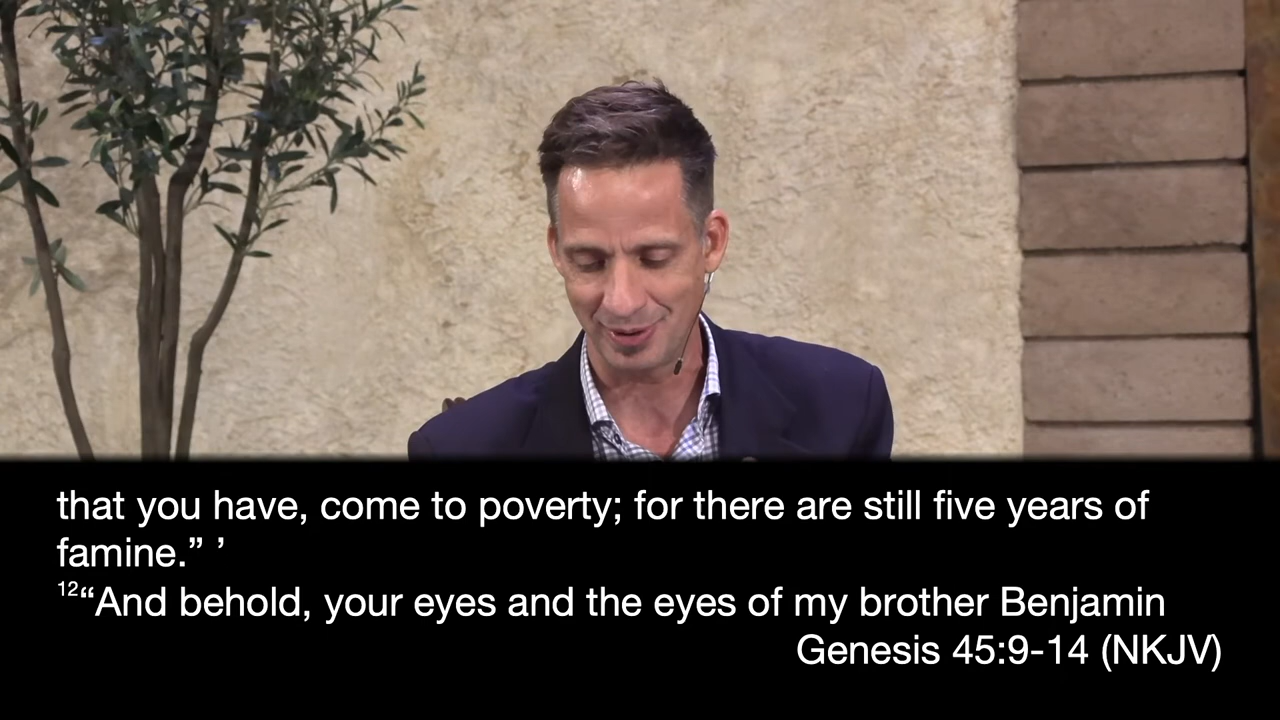 that you have, come to poverty; for there are still five years of
famine.” ’
12“And behold, your eyes and the eyes of my brother Benjamin
Genesis 45:9-14 (NKJV)